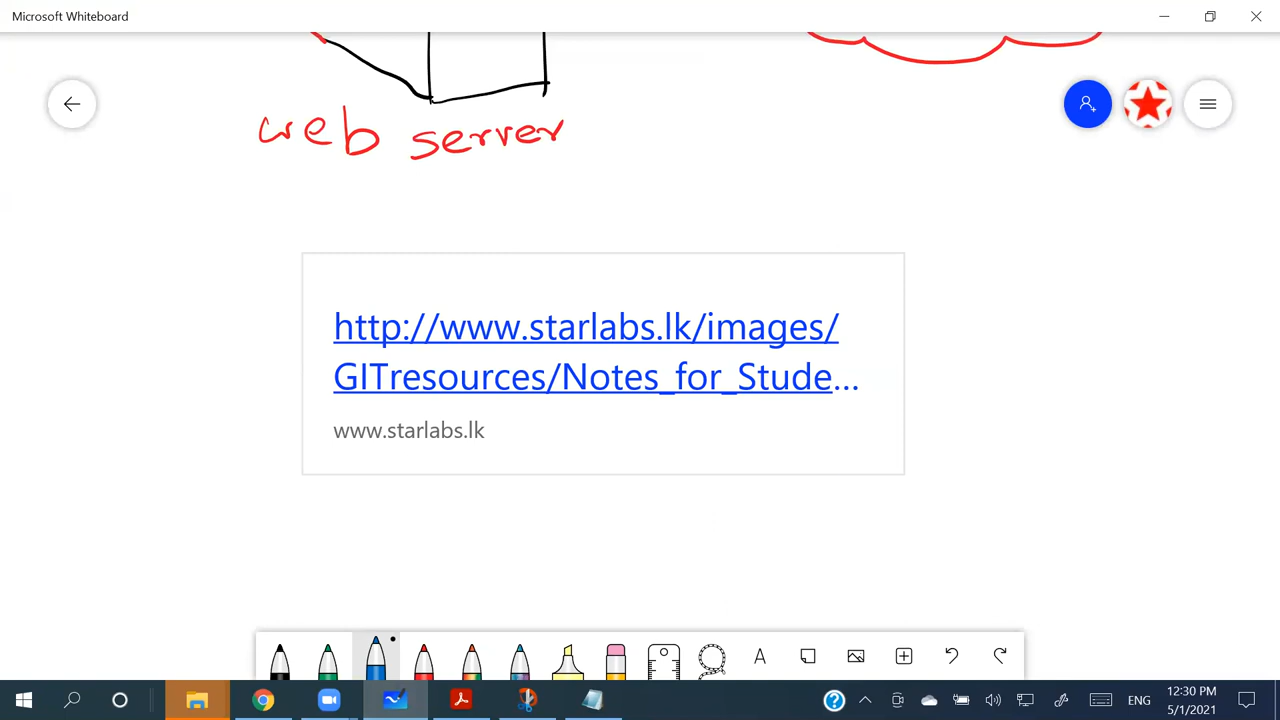 Microsoft Whiteboard
web server
http://www.starlabs.lk/images/
GITresources/Notes_for_Stude...
www.starlabs.lk
A
ENG
12:30 PM
5/1/2021